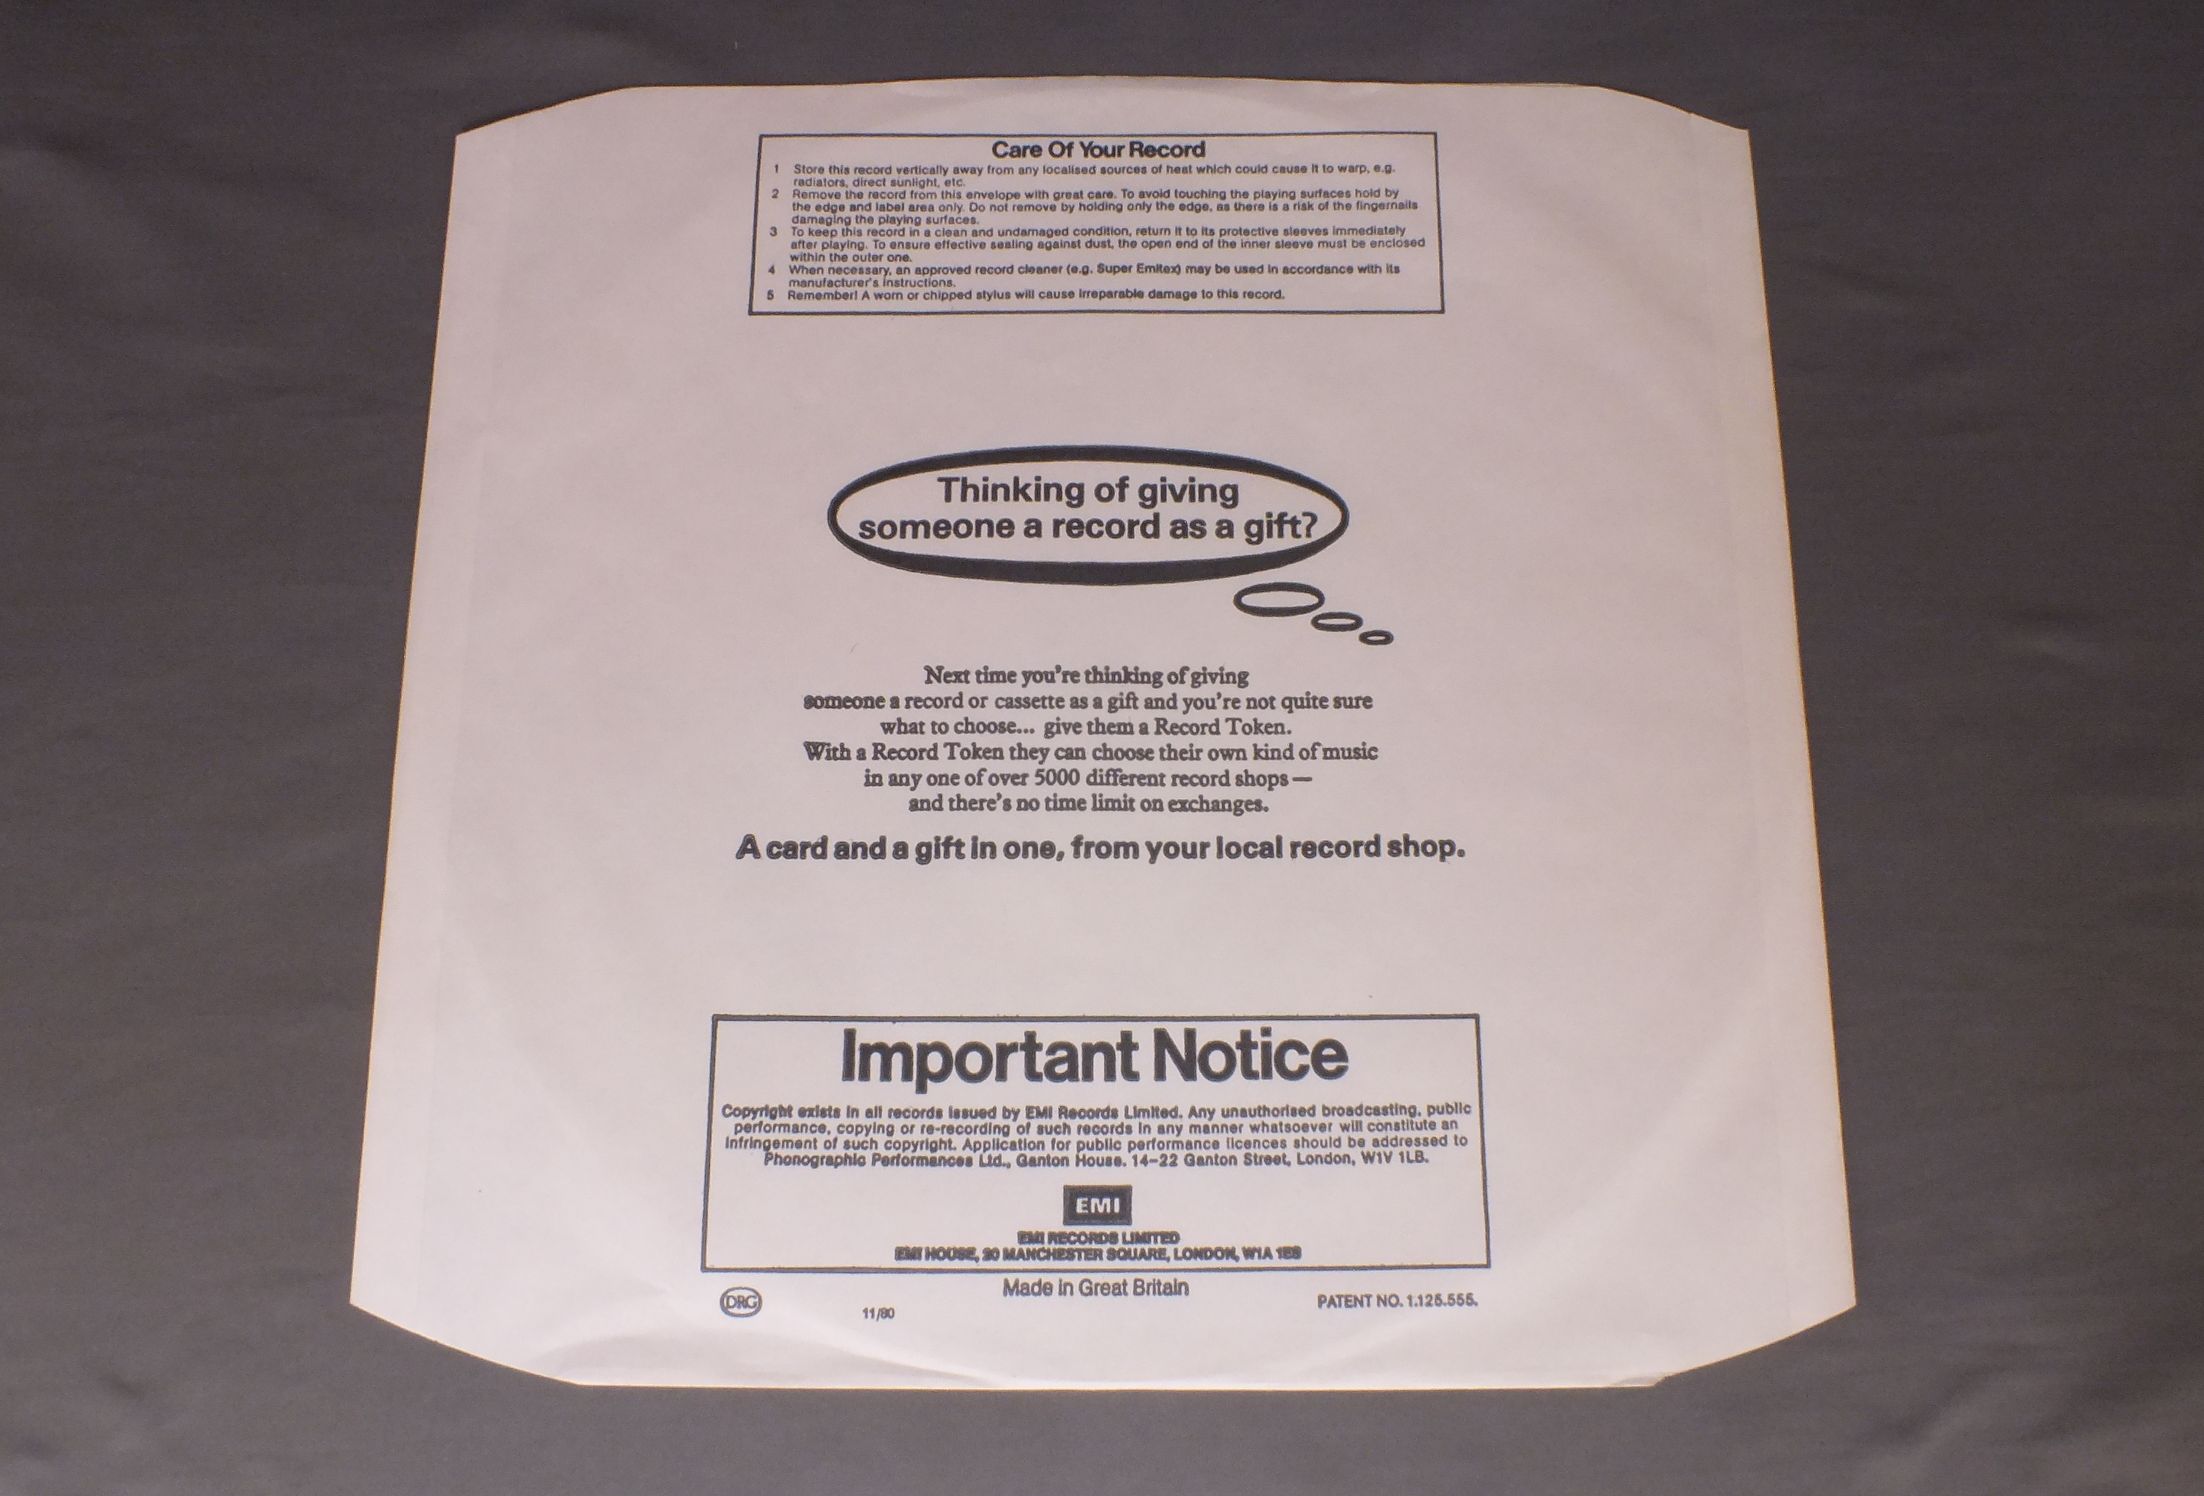 Care Of Your Record
1 Store this record vertically away from any localised sources of heat which could cause it to warp, e.g.
radiators, direct sunlight, etc.
2 Remove the record from this envelope with great care. To avoid touching the playing surfaces hold by
the edge and label area only. Do not remove by holding only the edge, as there is a risk of the fingernails
damaging the playing surfaces.
3 To keep this record in a clean and undamaged condition, return it to its protective sleeves immediately
after playing. To ensure effective sealing against dust, the open end of the inner sleeve must be enclosed
within the outer one.
4 When necessary, an approved record cleaner (e.g. Super Emitex) may be used in accordance with its
manufacturer's instructions.
5 Remember! A worn or chipped stylus will cause irreparable damage to this record.
Thinking of giving
someone a record as a gift?
Next time you're thinking of giving
someone a record or cassette as a gift and you're not quite sure
what to choose... give them a Record Token.
With a Record Token they can choose their own kind of music
in any one of over 5000 different record shops —
and there's no time limit on exchanges.
A card and a gift in one, from your local record shop.
Important Notice
Copyright exists in all records issued by EMI Records Limited. Any unauthorised broadcasting, public
performance, copying or re-recording of such records in any manner whatsoever will constitute an
infringement of such copyright. Application for public performance licences should be addressed to
Phonographic Performances Ltd., Ganton House. 14-22 Ganton Street, London, W1V 1LB.
EMI
EMI RECORDS LIMITED
EMI HOUSE, 20 MANCHESTER SQUARE, LONDON, W1A 1ES
Made in Great Britain
DRG
11/80
PATENT NO. 1.125.555.